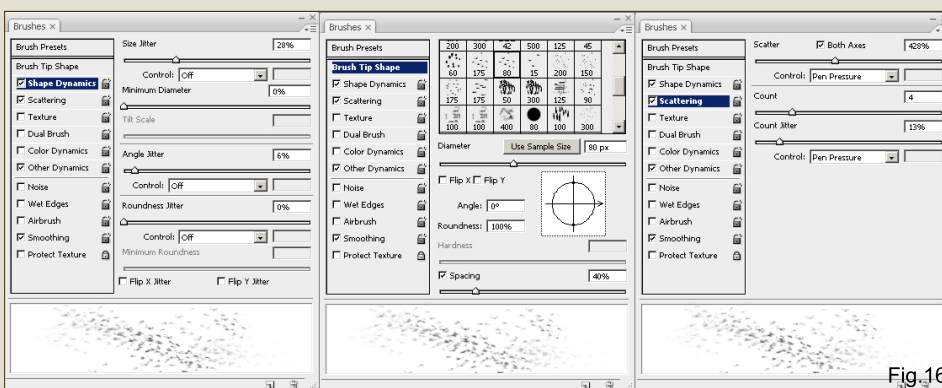 Brushes ×
Brush Presets
Brush Tip Shape
Shape Dynamics
Scattering
Texture
Dual Brush
Color Dynamics
Other Dynamics
Noise
Wet Edges
Airbrush
Smoothing
Protect Texture
Size Jitter 28%
Control: Off
Minimum Diameter 0%
Tilt Scale
Angle Jitter 6%
Control: Off
Roundness Jitter 0%
Control: Off
Minimum Roundness
Flip X Jitter Flip Y Jitter
Brushes ×
Brush Presets
Brush Tip Shape
Shape Dynamics
Scattering
Texture
Dual Brush
Color Dynamics
Other Dynamics
Noise
Wet Edges
Airbrush
Smoothing
Protect Texture
200 300 42 500 125 45
60 175 80 15 200 150
175 175 50 300 125 90
100 100 400 80 100 300
Diameter Use Sample Size 80 px
Flip X Flip Y
Angle: 0°
Roundness: 100%
Hardness
Spacing 40%
Brushes ×
Brush Presets
Brush Tip Shape
Shape Dynamics
Scattering
Texture
Dual Brush
Color Dynamics
Other Dynamics
Noise
Wet Edges
Airbrush
Smoothing
Protect Texture
Scatter Both Axes 428%
Control: Pen Pressure
Count 4
Count Jitter 13%
Control: Pen Pressure
Fig.16